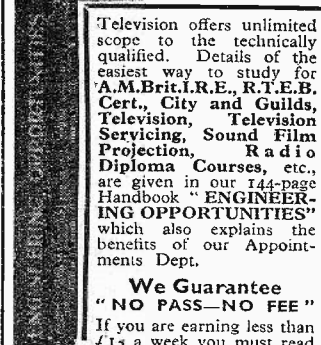 Television offers unlimited
scope to the technically
qualified. Details of the
easiest way to study for
A.M.Brit.I.R.E., R.T.E.B.
Cert., City and Guilds,
Television, Television
Servicing, Sound Film
Projection, Radio
Diploma Courses, etc.,
are given in our 144-page
Handbook "ENGINEER-
ING OPPORTUNITIES"
which also explains the
benefits of our Appoint-
ments Dept.
We Guarantee
"NO PASS—NO FEE"
If you are earning less than
£15 a week you must read
ENGINEERING OPPORTUNITIES